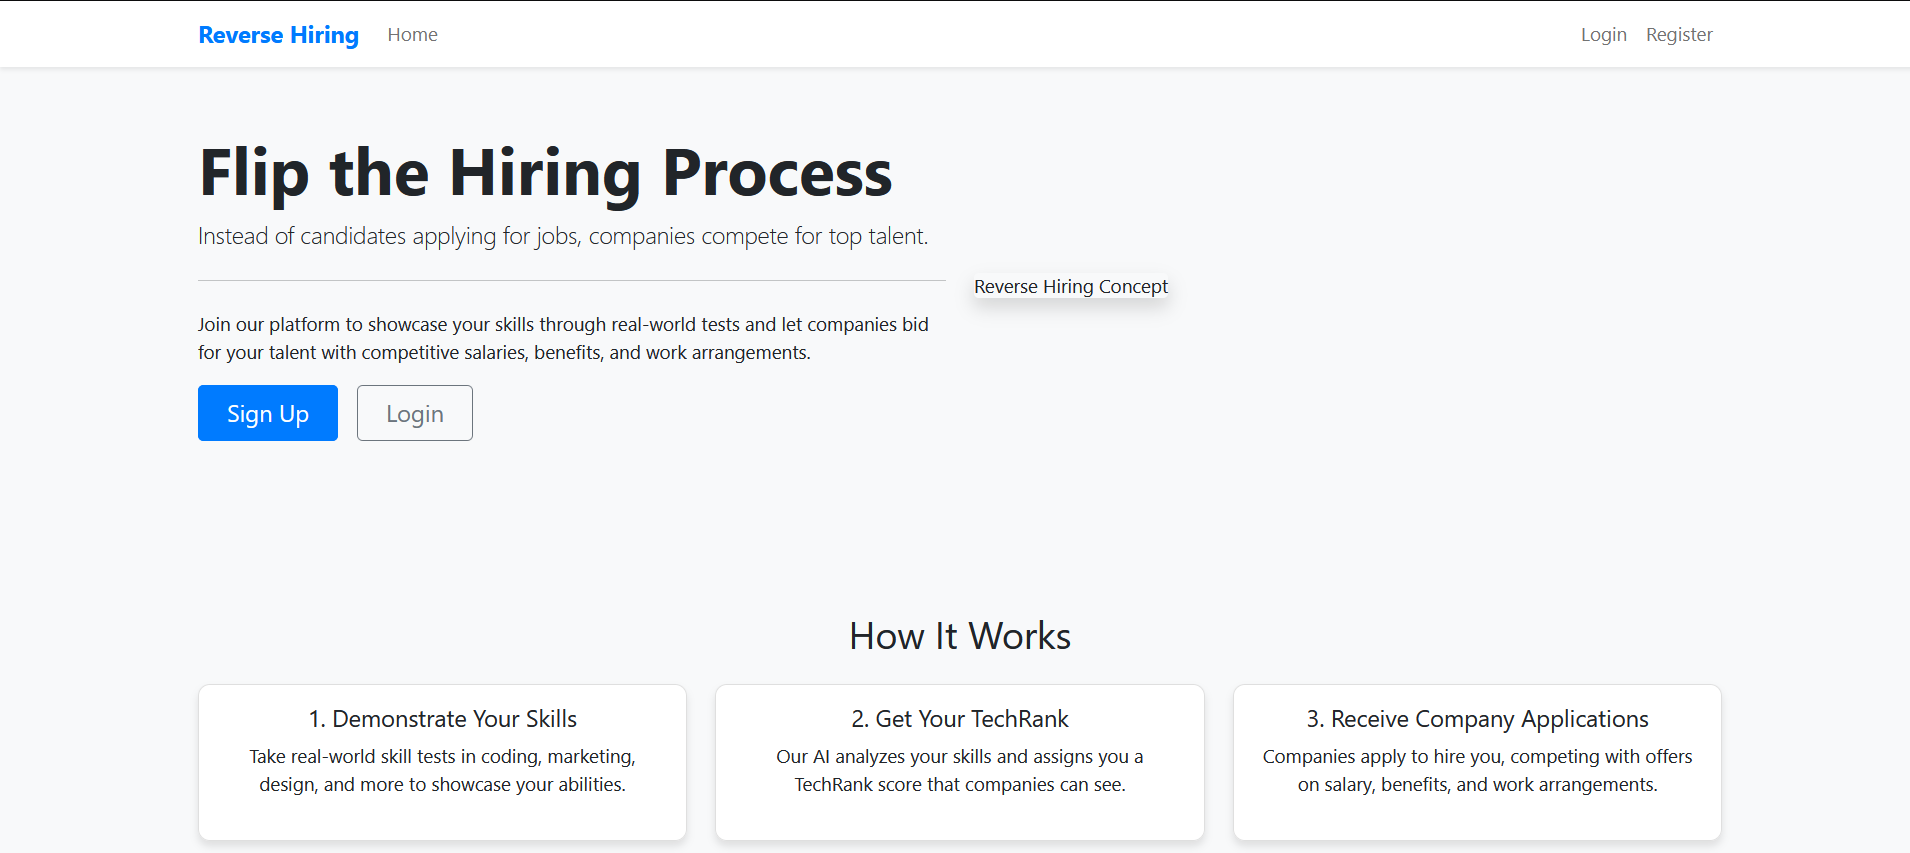 Reverse Hiring Home Login Register
Flip the Hiring Process
Instead of candidates applying for jobs, companies compete for top talent.
Reverse Hiring Concept
Join our platform to showcase your skills through real-world tests and let companies bid
for your talent with competitive salaries, benefits, and work arrangements.
Sign Up Login
How It Works
1. Demonstrate Your Skills
Take real-world skill tests in coding, marketing,
design, and more to showcase your abilities.
2. Get Your TechRank
Our AI analyzes your skills and assigns you a
TechRank score that companies can see.
3. Receive Company Applications
Companies apply to hire you, competing with offers
on salary, benefits, and work arrangements.